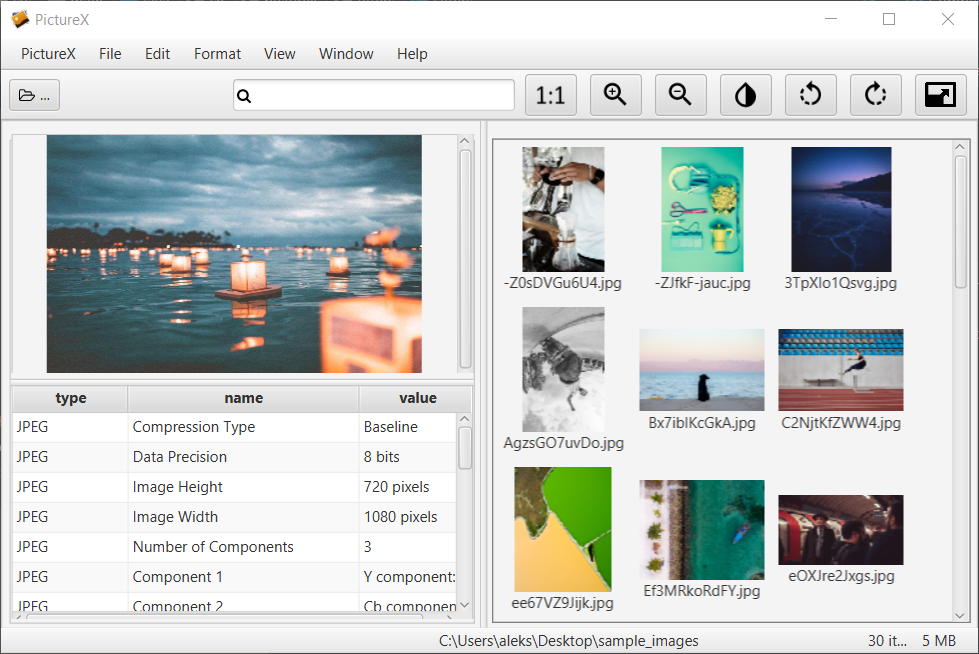 PictureX
PictureX File Edit Format View Window Help
... 1:1
-Z0sDVGu6U4.jpg -ZJfkF-jauc.jpg 3TpXIo1Qsvg.jpg
AgzsGO7uvDo.jpg Bx7iblKcGkA.jpg C2NjtKfZWW4.jpg
ee67VZ9Jijk.jpg Ef3MRkoRdFY.jpg eOXJre2Jxgs.jpg
type name value
JPEG Compression Type Baseline
JPEG Data Precision 8 bits
JPEG Image Height 720 pixels
JPEG Image Width 1080 pixels
JPEG Number of Components 3
JPEG Component 1 Y component:
JPEG Component 2 Cb componen
C:\Users\aleks\Desktop\sample_images 30 it... 5 MB